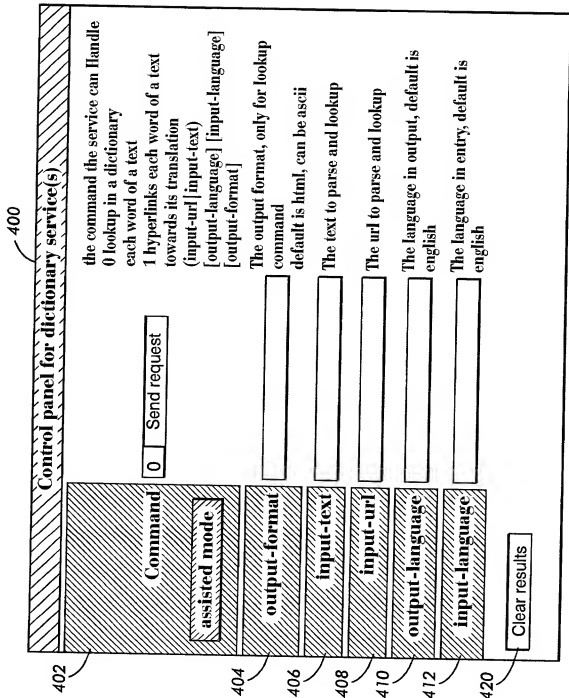 400
Control panel for dictionary service(s)
402
Command
assisted mode
0 Send request
the command the service can Handle
0 lookup in a dictionary
each word of a text
1 hyperlinks each word of a text
towards its translation
(input-url|input-text)
[output-language] [input-language]
[output-format]
404
output-format
The output format, only for lookup
command
default is html, can be ascii
406
input-text
The text to parse and lookup
408
input-url
The url to parse and lookup
410
output-language
The language in output, default is
english
412
input-language
The language in entry, default is
english
420
Clear results